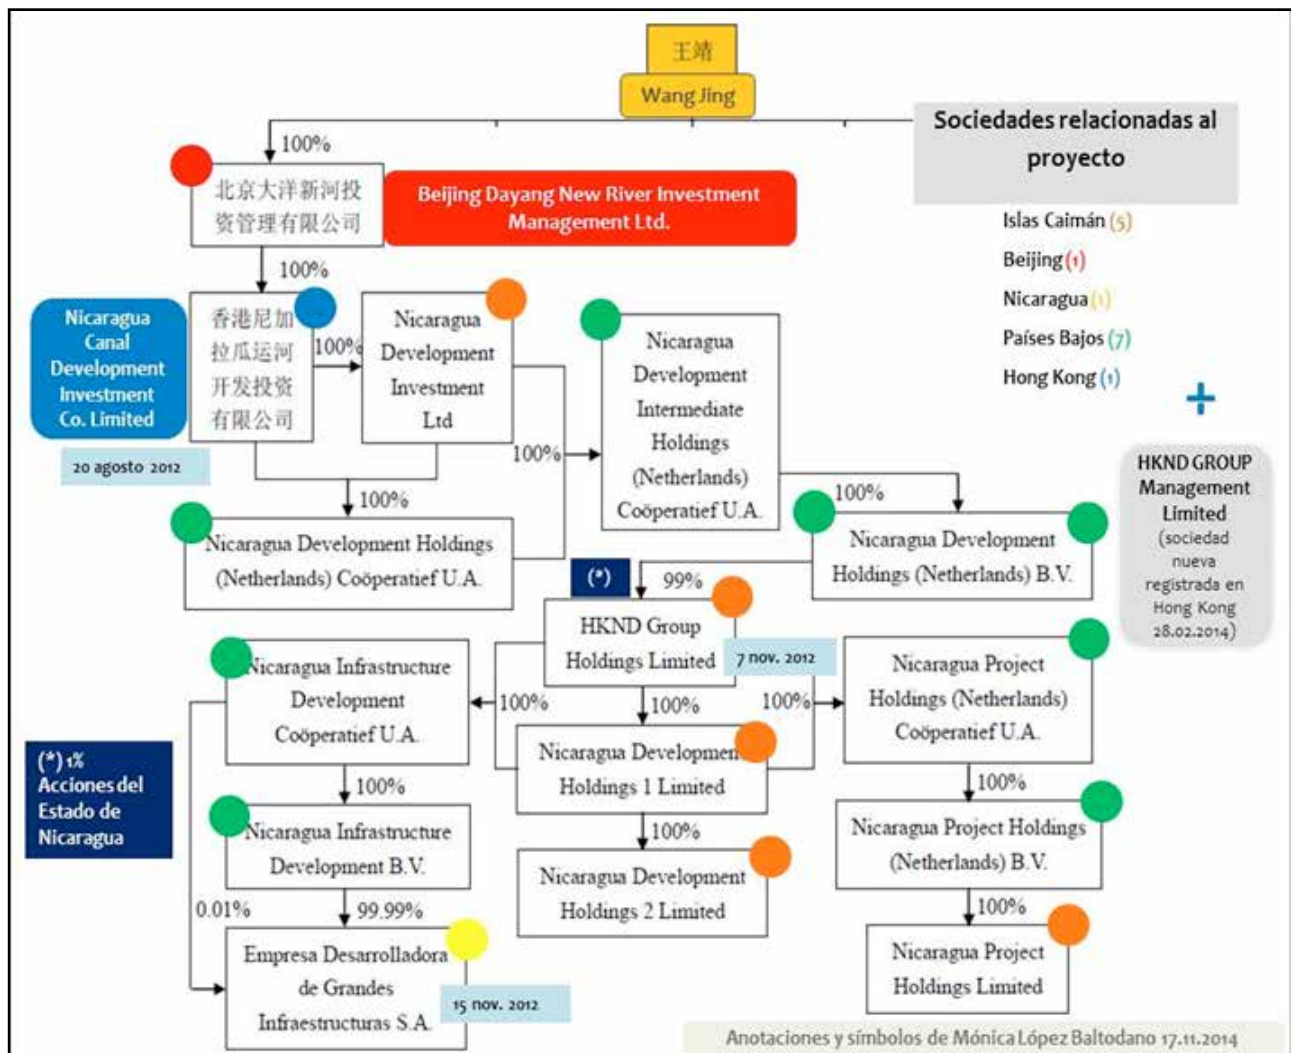 王靖
Wang Jing
Sociedades relacionadas al
proyecto
100%
北京大洋新河投
资管理有限公司
Beijing Dayang New River Investment
Management Ltd.
Islas Caimán (5)
Beijing (1)
Nicaragua (1)
Países Bajos (7)
Hong Kong (1)
+
100%
Nicaragua
Canal
Development
Investment
Co. Limited
香港尼加
拉瓜运河
开发投资
有限公司
100%
Nicaragua
Development
Investment
Ltd
100%
Nicaragua
Development
Intermediate
Holdings
(Netherlands)
Coöperatief U.A.
20 agosto 2012
HKND GROUP
Management
Limited
(sociedad
nueva
registrada en
Hong Kong
28.02.2014)
100%
100%
Nicaragua Development Holdings
(Netherlands) Coöperatief U.A.
Nicaragua Development
Holdings (Netherlands) B.V.
(*)
99%
HKND Group
Holdings Limited
7 nov. 2012
Nicaragua Infrastructure
Development
Coöperatief U.A.
100%
100%
100%
Nicaragua Project
Holdings (Netherlands)
Coöperatief U.A.
(*) 1%
Acciones del
Estado de
Nicaragua
Nicaragua Development
Holdings 1 Limited
100%
100%
100%
Nicaragua Infrastructure
Development B.V.
Nicaragua Development
Holdings 2 Limited
Nicaragua Project Holdings
(Netherlands) B.V.
0.01%
99.99%
100%
Empresa Desarrolladora
de Grandes
Infraestructuras S.A.
15 nov. 2012
Nicaragua Project
Holdings Limited
Anotaciones y símbolos de Mónica López Baltodano 17.11.2014